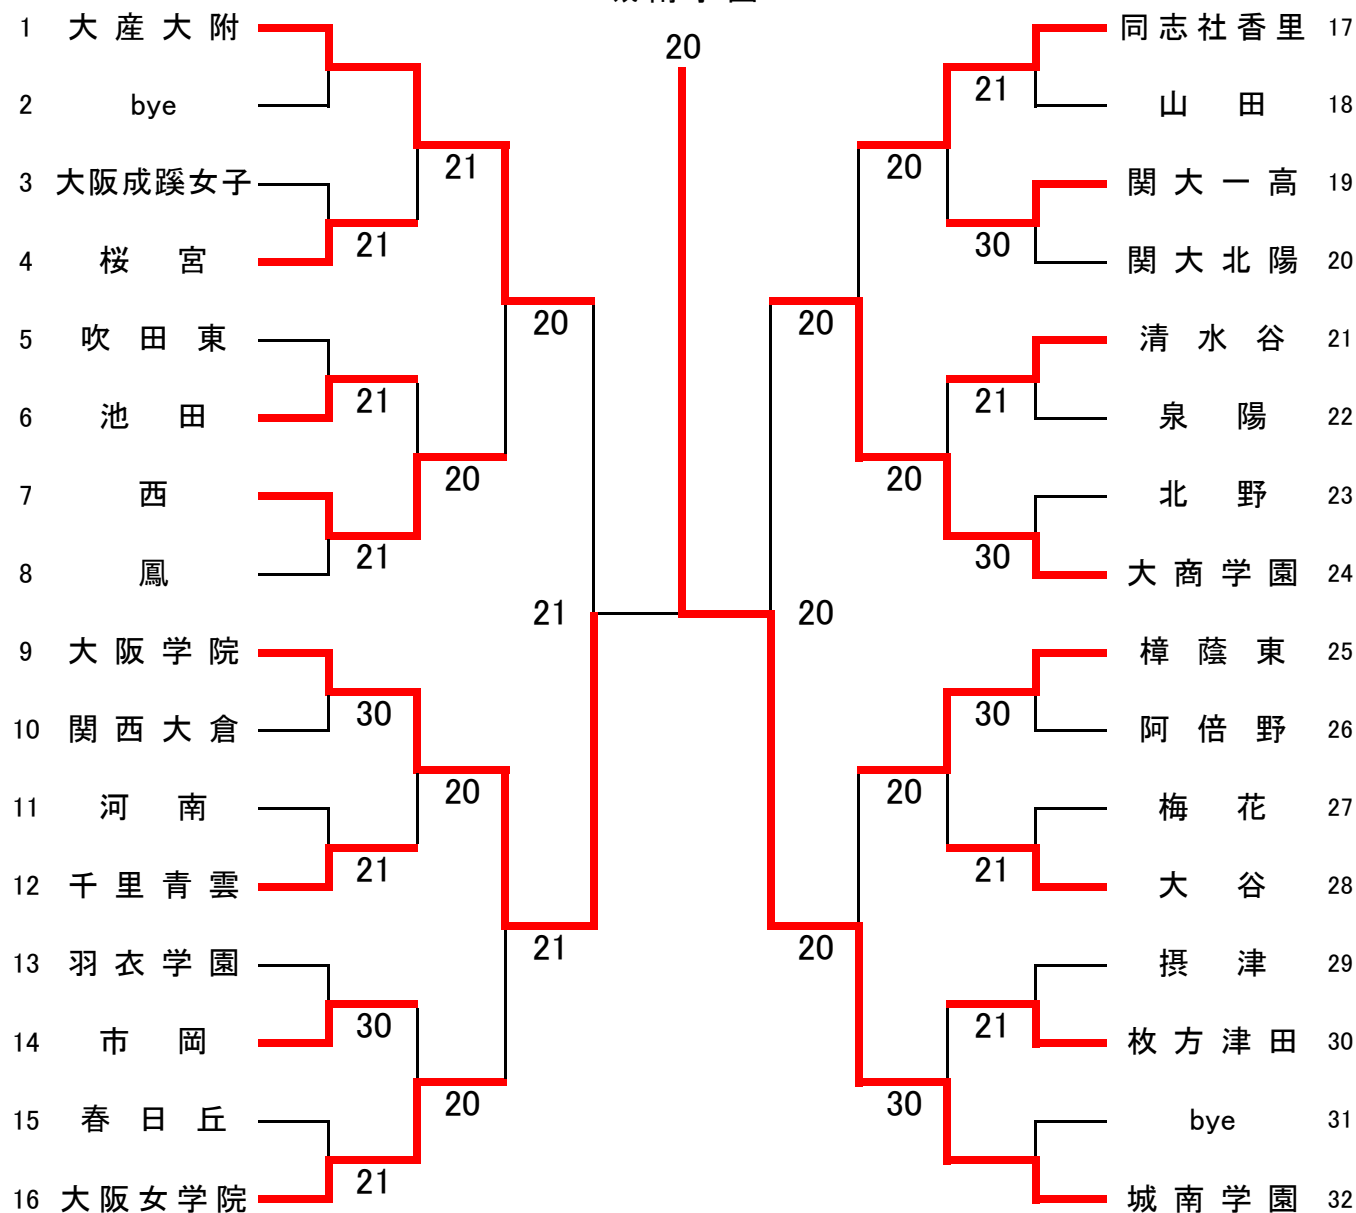 20
1 大産大附
2 bye
3 大阪成蹊女子
4 桜宮
5 吹田東
6 池田
7 西
8 鳳
9 大阪学院
10 関西大倉
11 河南
12 千里青雲
13 羽衣学園
14 市岡
15 春日丘
16 大阪女学院
21
21
21
30
21
30
21
21
20
20
20
20
21
21
20
20
20
20
20
30
21
30
21
30
30
21
21
同志社香里 17
山田 18
関大一高 19
関大北陽 20
清水谷 21
泉陽 22
北野 23
大商学園 24
樟蔭東 25
阿倍野 26
梅花 27
大谷 28
摂津 29
枚方津田 30
bye 31
城南学園 32